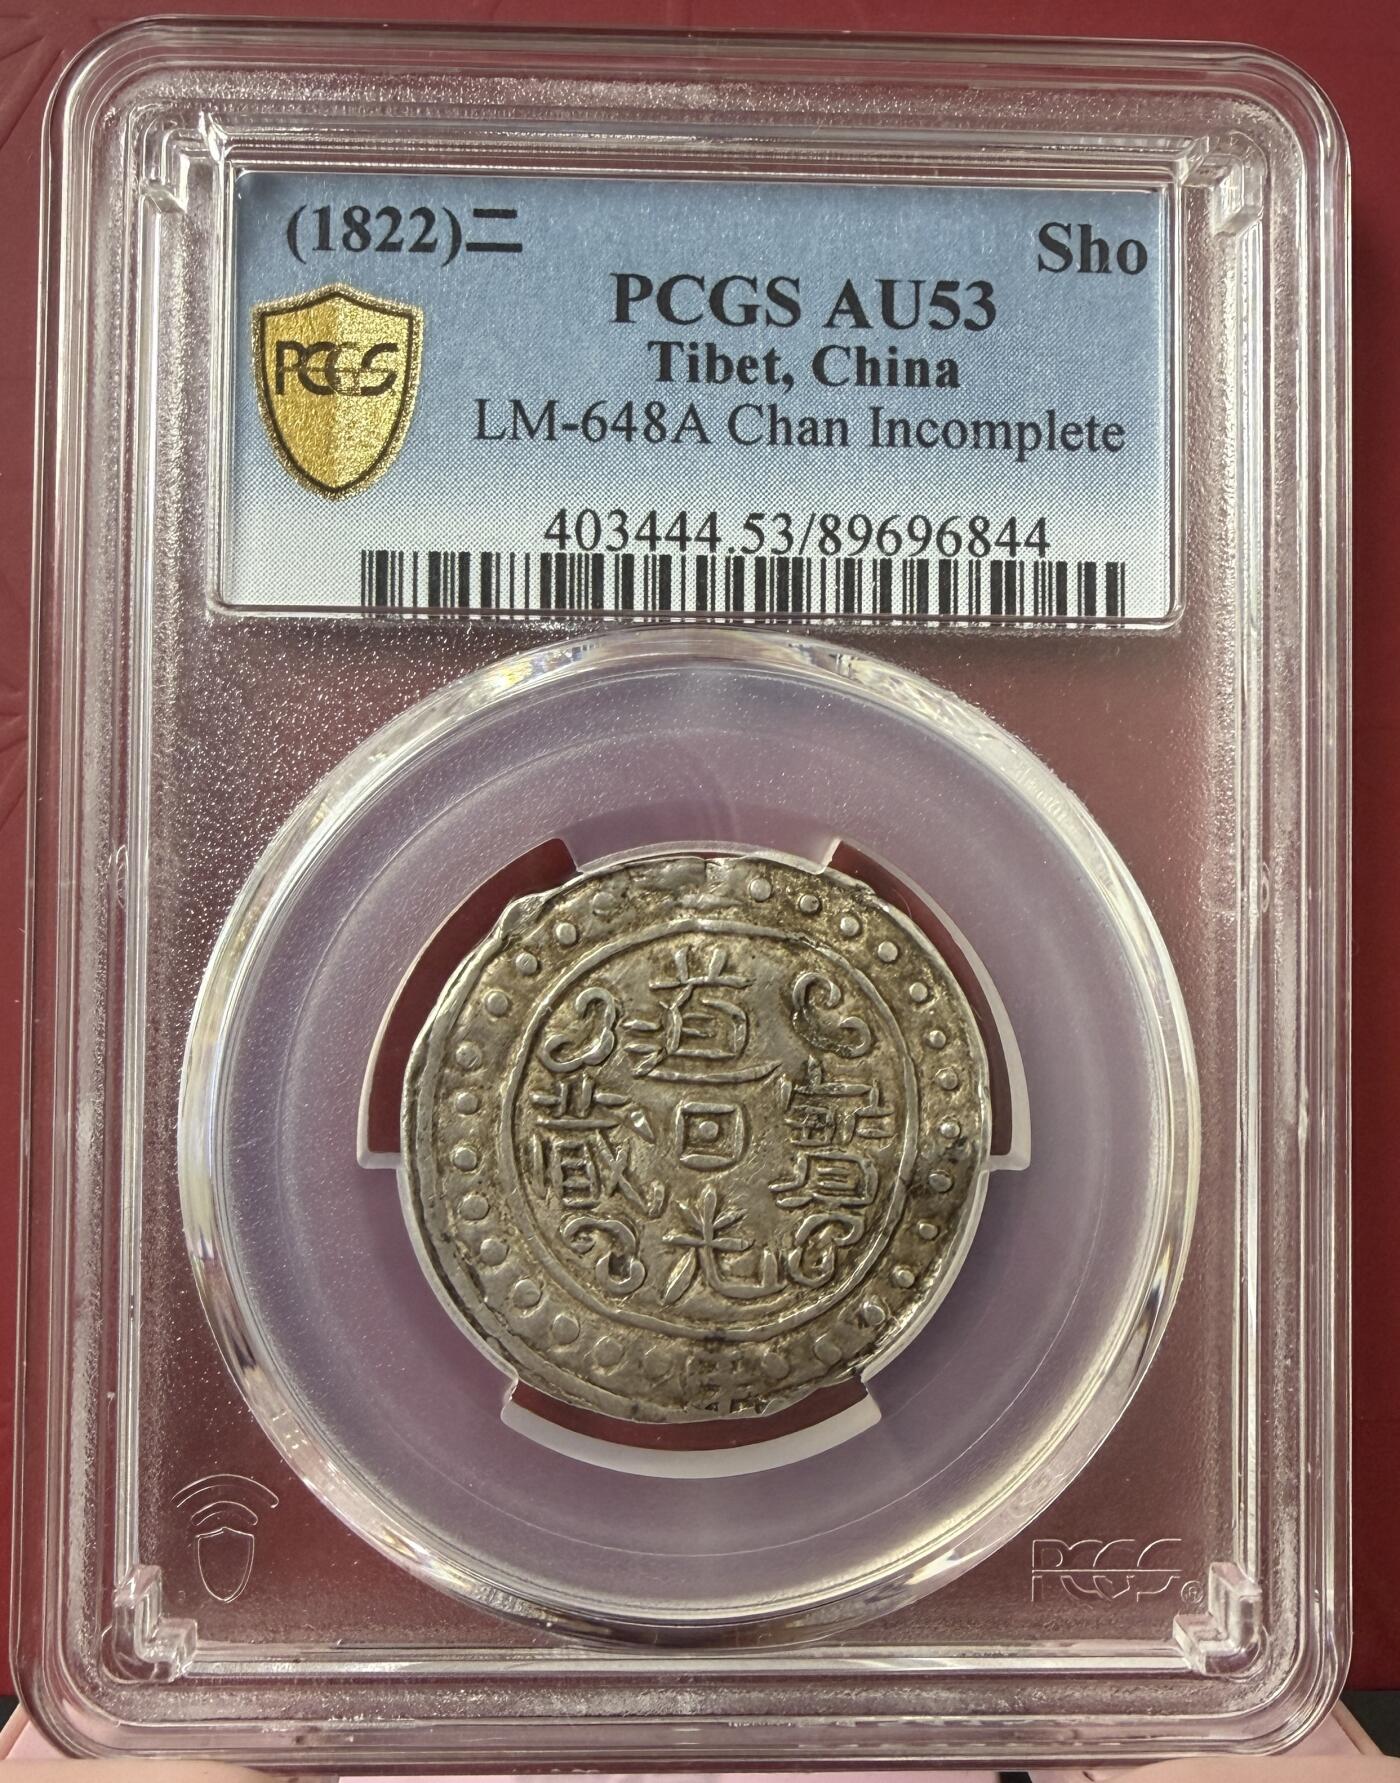 (1822)二
Sho
PCGS AU53
PCGS
Tibet, China
LM-648A Chan Incomplete
403444.53/89696844
道
藏 寶
光
PCGS